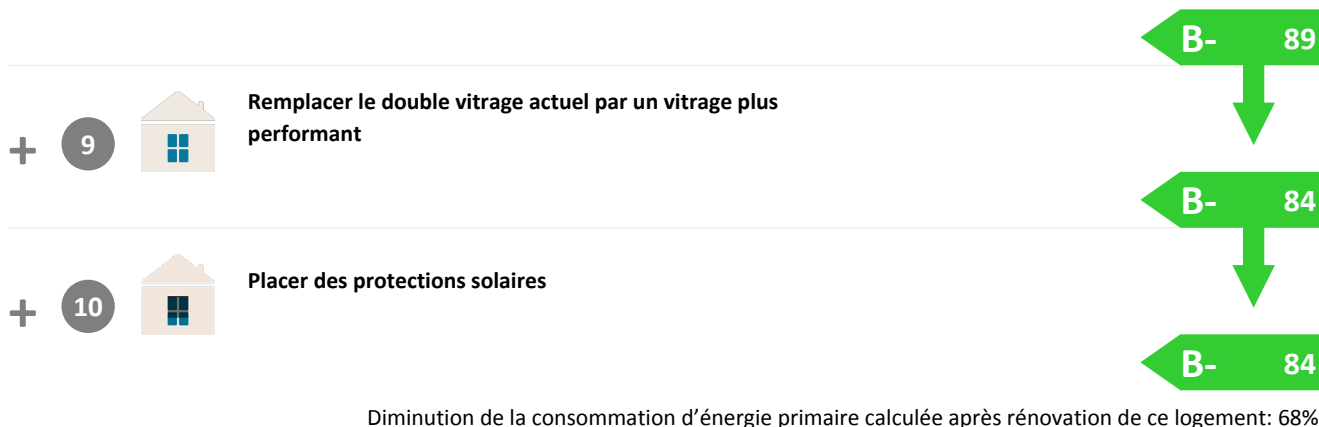 B- 89
+ 9 Remplacer le double vitrage actuel par un vitrage plus
performant
B- 84
+ 10 Placer des protections solaires
B- 84
Diminution de la consommation d’énergie primaire calculée après rénovation de ce logement: 68%